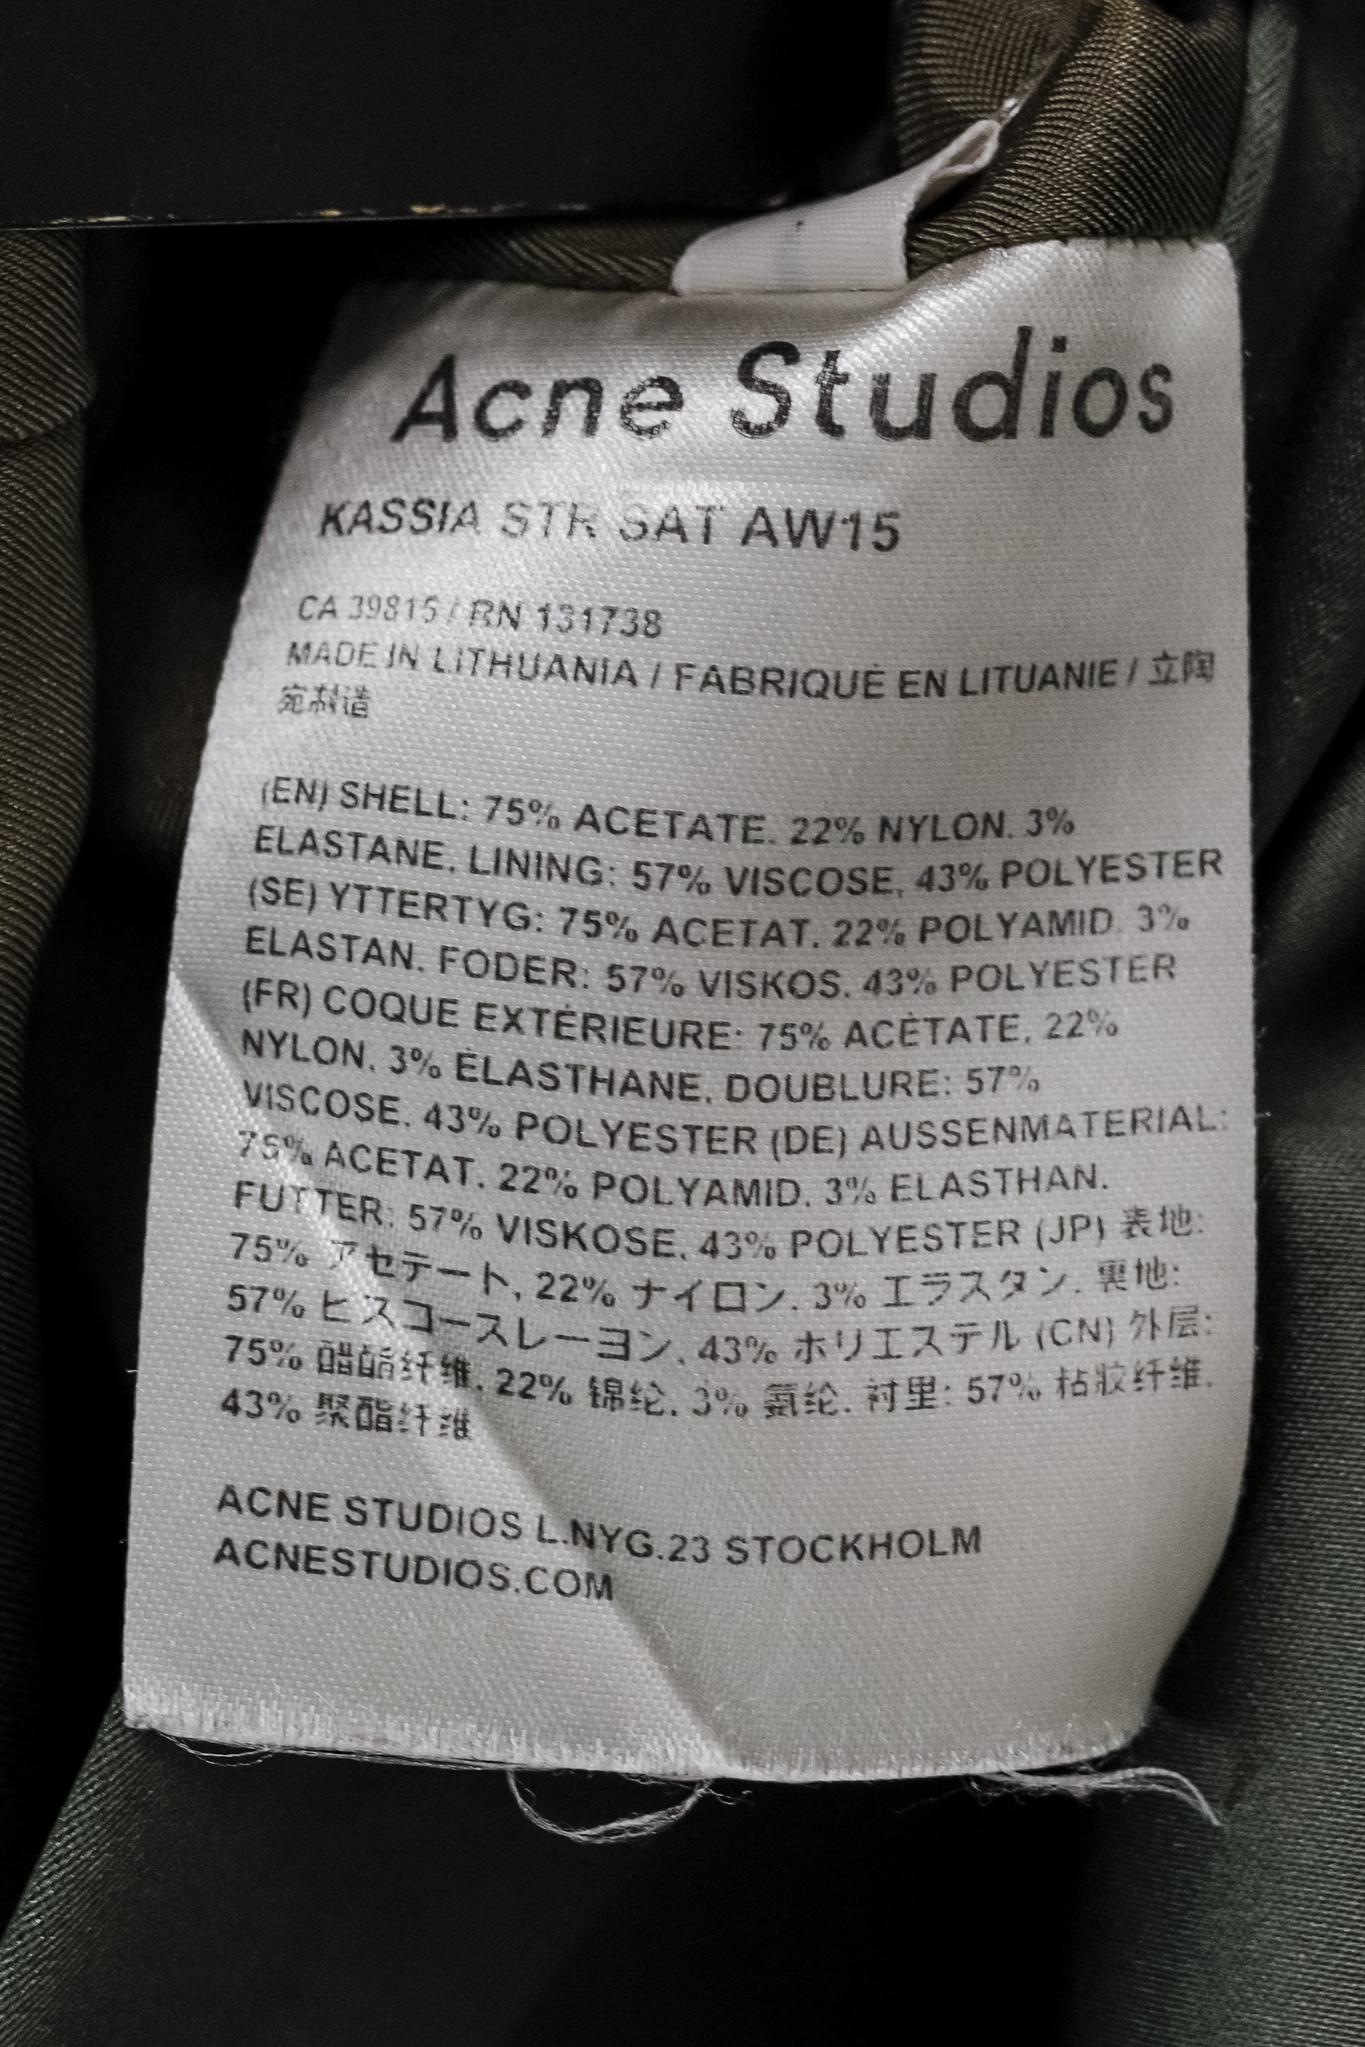 Acne Studios
KASSIA STR SAT AW15
CA 39815 / RN 131738
MADE IN LITHUANIA / FABRIQUÉ EN LITUANIE / 立陶
宛制造
(EN) SHELL: 75% ACETATE. 22% NYLON. 3%
ELASTANE. LINING: 57% VISCOSE. 43% POLYESTER
(SE) YTTERTYG: 75% ACETAT. 22% POLYAMID. 3%
ELASTAN. FODER: 57% VISKOS. 43% POLYESTER
(FR) COQUE EXTÉRIEURE: 75% ACÉTATE. 22%
NYLON. 3% ÉLASTHANE. DOUBLURE: 57%
VISCOSE. 43% POLYESTER (DE) AUSSENMATERIAL:
75% ACETAT. 22% POLYAMID. 3% ELASTHAN.
FUTTER: 57% VISKOSE. 43% POLYESTER (JP) 表地:
75% アセテート. 22% ナイロン. 3% エラスタン. 裏地:
57% ビスコースレーヨン. 43% ポリエステル (CN) 外层:
75% 醋酯纤维. 22% 锦纶. 3% 氨纶. 衬里: 57% 粘胶纤维.
43% 聚酯纤维
ACNE STUDIOS L.NYG.23 STOCKHOLM
ACNESTUDIOS.COM